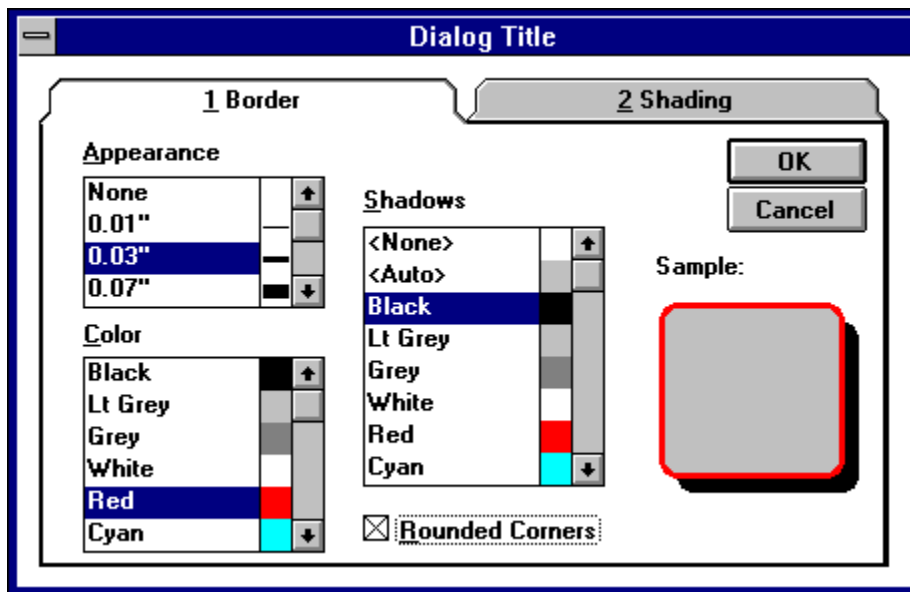 Dialog Title
1 Border
2 Shading
Appearance
None
0.01"
0.03"
0.07"
Color
Black
Lt Grey
Grey
White
Red
Cyan
Shadows
<None>
<Auto>
Black
Lt Grey
Grey
White
Red
Cyan
Rounded Corners
OK
Cancel
Sample: